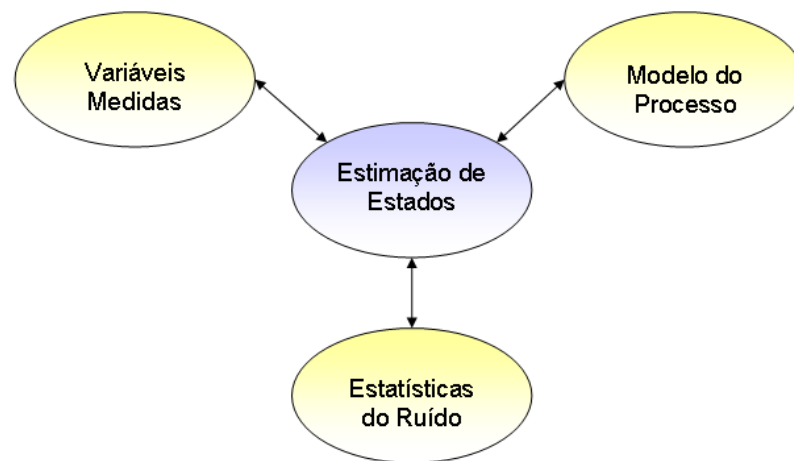 Variáveis
Medidas
Modelo do
Processo
Estimação de
Estados
Estatísticas
do Ruído